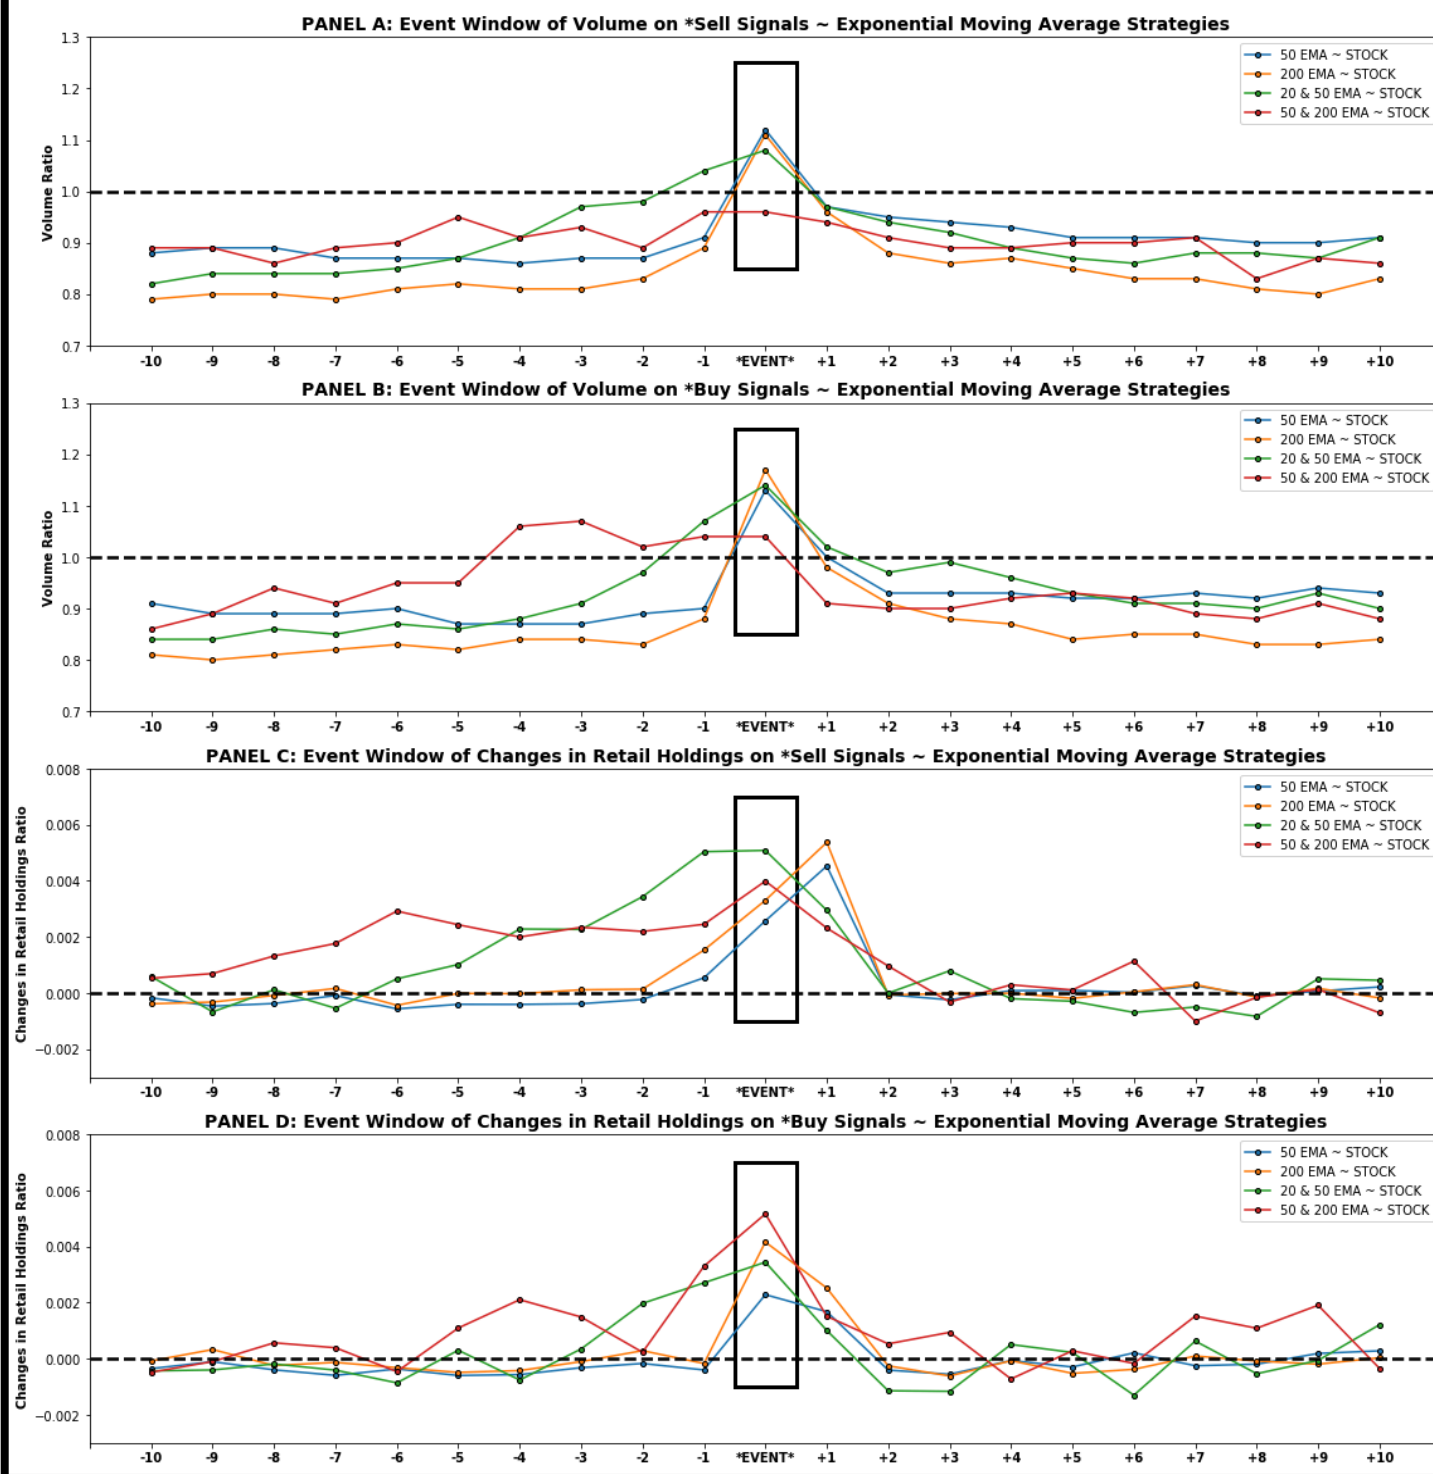 PANEL A: Event Window of Volume on *Sell Signals ~ Exponential Moving Average Strategies
1.3
1.2
1.1
1.0
0.9
0.8
0.7
Volume Ratio
50 EMA ~ STOCK
200 EMA ~ STOCK
20 & 50 EMA ~ STOCK
50 & 200 EMA ~ STOCK
-10 -9 -8 -7 -6 -5 -4 -3 -2 -1 *EVENT* +1 +2 +3 +4 +5 +6 +7 +8 +9 +10
PANEL B: Event Window of Volume on *Buy Signals ~ Exponential Moving Average Strategies
1.3
1.2
1.1
1.0
0.9
0.8
0.7
Volume Ratio
50 EMA ~ STOCK
200 EMA ~ STOCK
20 & 50 EMA ~ STOCK
50 & 200 EMA ~ STOCK
-10 -9 -8 -7 -6 -5 -4 -3 -2 -1 *EVENT* +1 +2 +3 +4 +5 +6 +7 +8 +9 +10
PANEL C: Event Window of Changes in Retail Holdings on *Sell Signals ~ Exponential Moving Average Strategies
0.008
0.006
0.004
0.002
0.000
−0.002
Changes in Retail Holdings Ratio
50 EMA ~ STOCK
200 EMA ~ STOCK
20 & 50 EMA ~ STOCK
50 & 200 EMA ~ STOCK
-10 -9 -8 -7 -6 -5 -4 -3 -2 -1 *EVENT* +1 +2 +3 +4 +5 +6 +7 +8 +9 +10
PANEL D: Event Window of Changes in Retail Holdings on *Buy Signals ~ Exponential Moving Average Strategies
0.008
0.006
0.004
0.002
0.000
−0.002
Changes in Retail Holdings Ratio
50 EMA ~ STOCK
200 EMA ~ STOCK
20 & 50 EMA ~ STOCK
50 & 200 EMA ~ STOCK
-10 -9 -8 -7 -6 -5 -4 -3 -2 -1 *EVENT* +1 +2 +3 +4 +5 +6 +7 +8 +9 +10